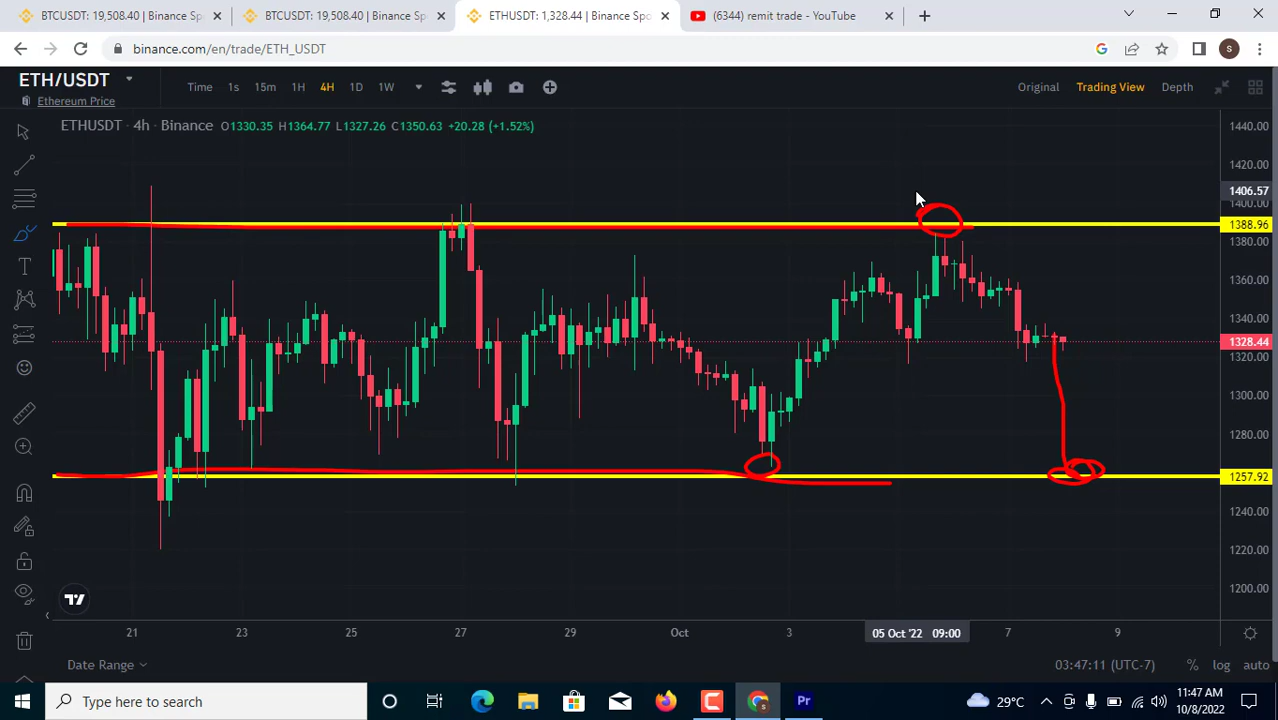 BTCUSDT: 19,508.40 | Binance Sp
BTCUSDT: 19,508.40 | Binance Sp
ETHUSDT: 1,328.44 | Binance Spo
(6344) remit trade - YouTube
binance.com/en/trade/ETH_USDT
G
S
ETH/USDT
Ethereum Price
Time 1s 15m 1H 4H 1D 1W
Original Trading View Depth
ETHUSDT · 4h · Binance O1330.35 H1364.77 L1327.26 C1350.63 +20.28 (+1.52%)
1440.00
1420.00
1406.57
1400.00
1388.96
1380.00
1360.00
1340.00
1328.44
1320.00
1300.00
1280.00
1257.92
1240.00
1220.00
1200.00
21 23 25 27 29 Oct 3 05 Oct '22 09:00 7 9
Date Range
03:47:11 (UTC-7) % log auto
Type here to search
Pr
29°C
11:47 AM
10/8/2022